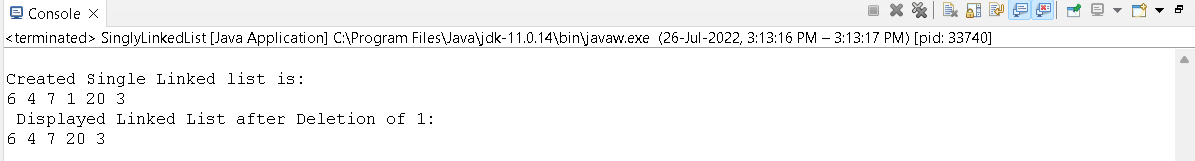 Console
<terminated> SinglyLinkedList [Java Application] C:\Program Files\Java\jdk-11.0.14\bin\javaw.exe (26-Jul-2022, 3:13:16 PM – 3:13:17 PM) [pid: 33740]
Created Single Linked list is:
6 4 7 1 20 3
Displayed Linked List after Deletion of 1:
6 4 7 20 3